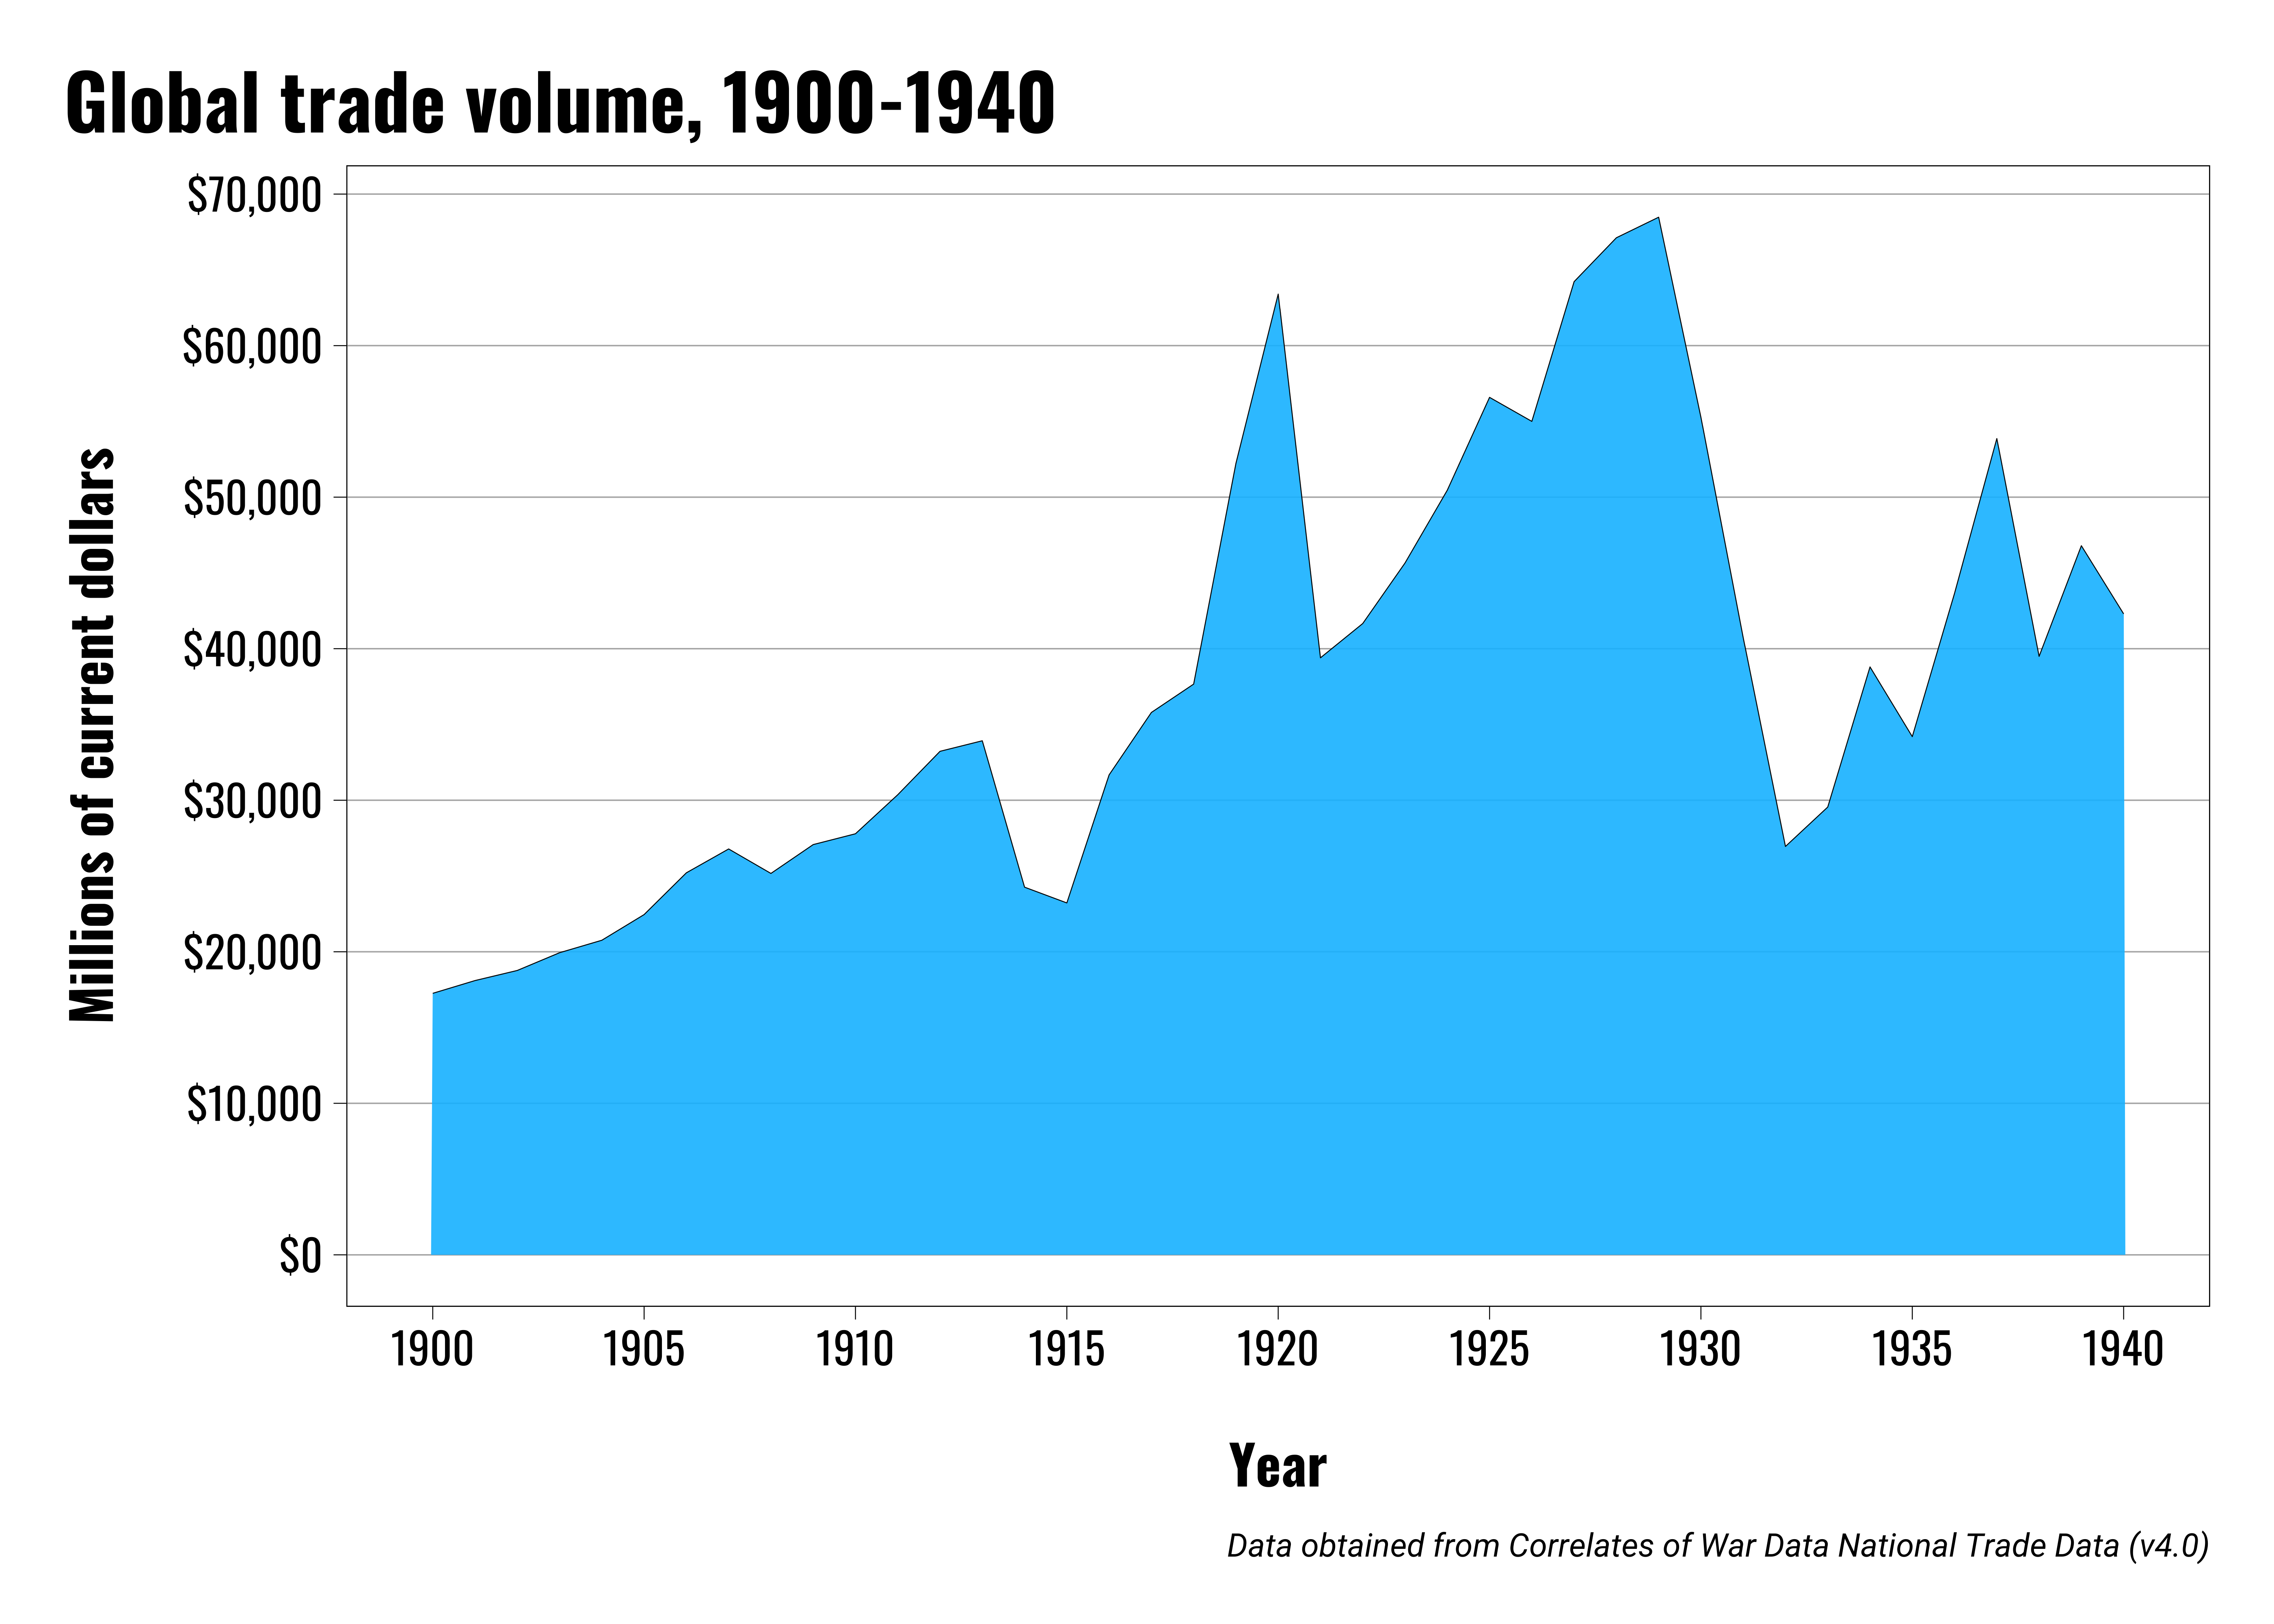 Global trade volume, 1900-1940
Millions of current dollars
$70,000
$60,000
$50,000
$40,000
$30,000
$20,000
$10,000
$0
1900 1905 1910 1915 1920 1925 1930 1935 1940
Year
Data obtained from Correlates of War Data National Trade Data (v4.0)